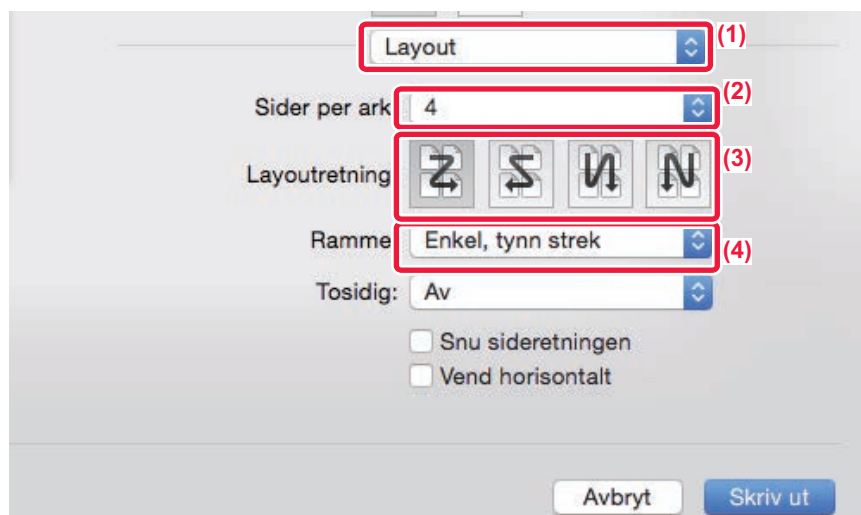 Layout (1)
Sider per ark 4 (2)
Layoutretning (3)
Ramme Enkel, tynn strek (4)
Tosidig: Av
Snu sideretningen
Vend horisontalt
Avbryt Skriv ut